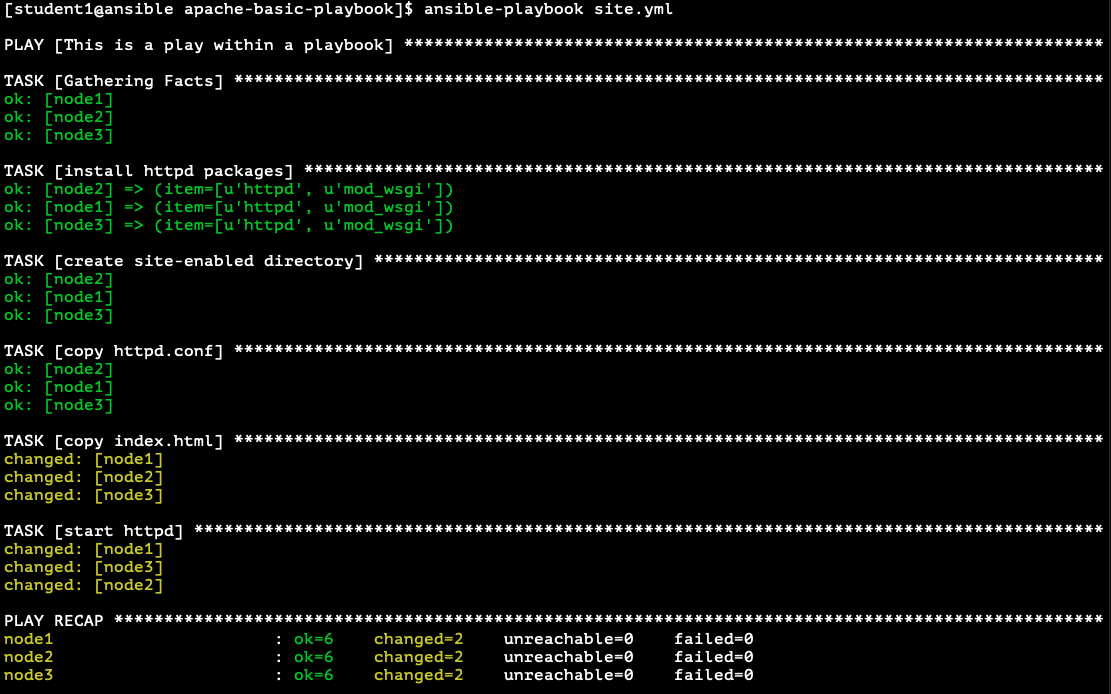 [student1@ansible apache-basic-playbook]$ ansible-playbook site.yml
PLAY [This is a play within a playbook] **********************************************************************
TASK [Gathering Facts] ***************************************************************************************
ok: [node1]
ok: [node2]
ok: [node3]
TASK [install httpd packages] ********************************************************************************
ok: [node2] => (item=[u'httpd', u'mod_wsgi'])
ok: [node1] => (item=[u'httpd', u'mod_wsgi'])
ok: [node3] => (item=[u'httpd', u'mod_wsgi'])
TASK [create site-enabled directory] *************************************************************************
ok: [node2]
ok: [node1]
ok: [node3]
TASK [copy httpd.conf] ***************************************************************************************
ok: [node2]
ok: [node1]
ok: [node3]
TASK [copy index.html] ***************************************************************************************
changed: [node1]
changed: [node2]
changed: [node3]
TASK [start httpd] *******************************************************************************************
changed: [node1]
changed: [node3]
changed: [node2]
PLAY RECAP ***************************************************************************************************
node1                      : ok=6    changed=2    unreachable=0    failed=0
node2                      : ok=6    changed=2    unreachable=0    failed=0
node3                      : ok=6    changed=2    unreachable=0    failed=0